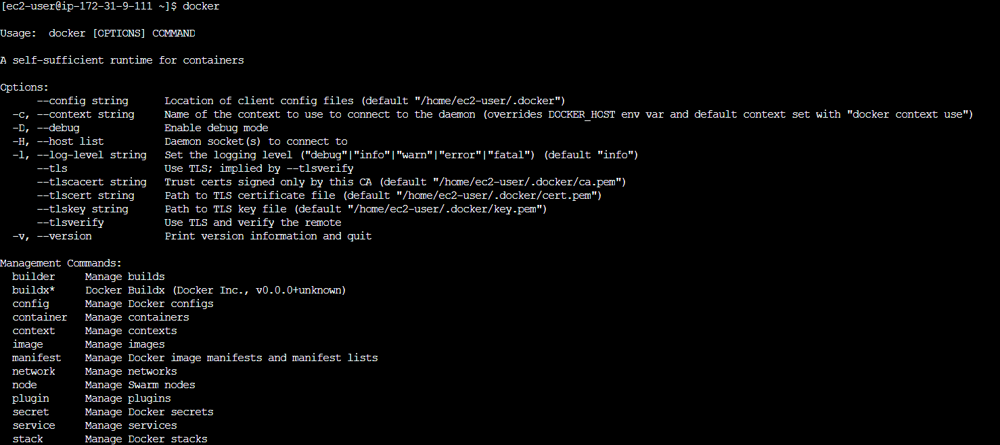 [ec2-user@ip-172-31-9-111 ~]$ docker
Usage:  docker [OPTIONS] COMMAND
A self-sufficient runtime for containers
Options:
      --config string      Location of client config files (default "/home/ec2-user/.docker")
  -c, --context string     Name of the context to use to connect to the daemon (overrides DOCKER_HOST env var and default context set with "docker context use")
  -D, --debug              Enable debug mode
  -H, --host list          Daemon socket(s) to connect to
  -l, --log-level string   Set the logging level ("debug"|"info"|"warn"|"error"|"fatal") (default "info")
      --tls                Use TLS; implied by --tlsverify
      --tlscacert string   Trust certs signed only by this CA (default "/home/ec2-user/.docker/ca.pem")
      --tlscert string     Path to TLS certificate file (default "/home/ec2-user/.docker/cert.pem")
      --tlskey string      Path to TLS key file (default "/home/ec2-user/.docker/key.pem")
      --tlsverify          Use TLS and verify the remote
  -v, --version            Print version information and quit
Management Commands:
  builder     Manage builds
  buildx*     Docker Buildx (Docker Inc., v0.0.0+unknown)
  config      Manage Docker configs
  container   Manage containers
  context     Manage contexts
  image       Manage images
  manifest    Manage Docker image manifests and manifest lists
  network     Manage networks
  node        Manage Swarm nodes
  plugin      Manage plugins
  secret      Manage Docker secrets
  service     Manage services
  stack       Manage Docker stacks